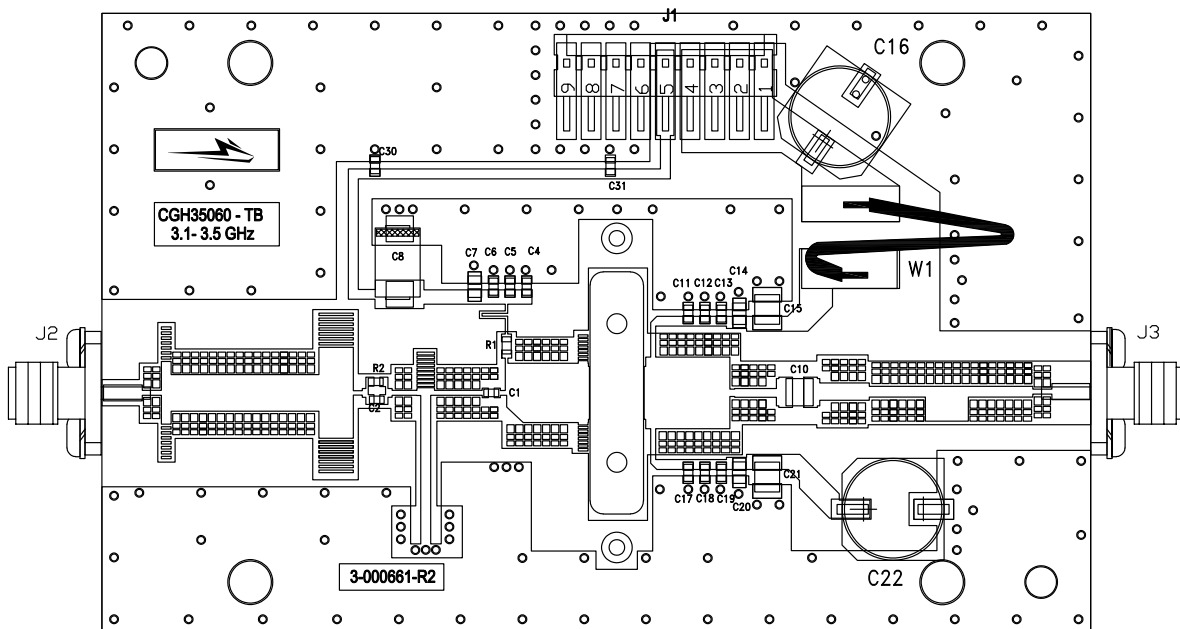 J1
C16
9 8 7 6 5 4 3 2 1
C30
C31
CGH35060 - TB
3.1- 3.5 GHz
C8
C7 C6 C5 C4
C11 C12 C13 C14
C15
W1
J2
J3
R1
R2
C2
C1
C10
C17 C18 C19 C20
C21
C22
3-000661-R2